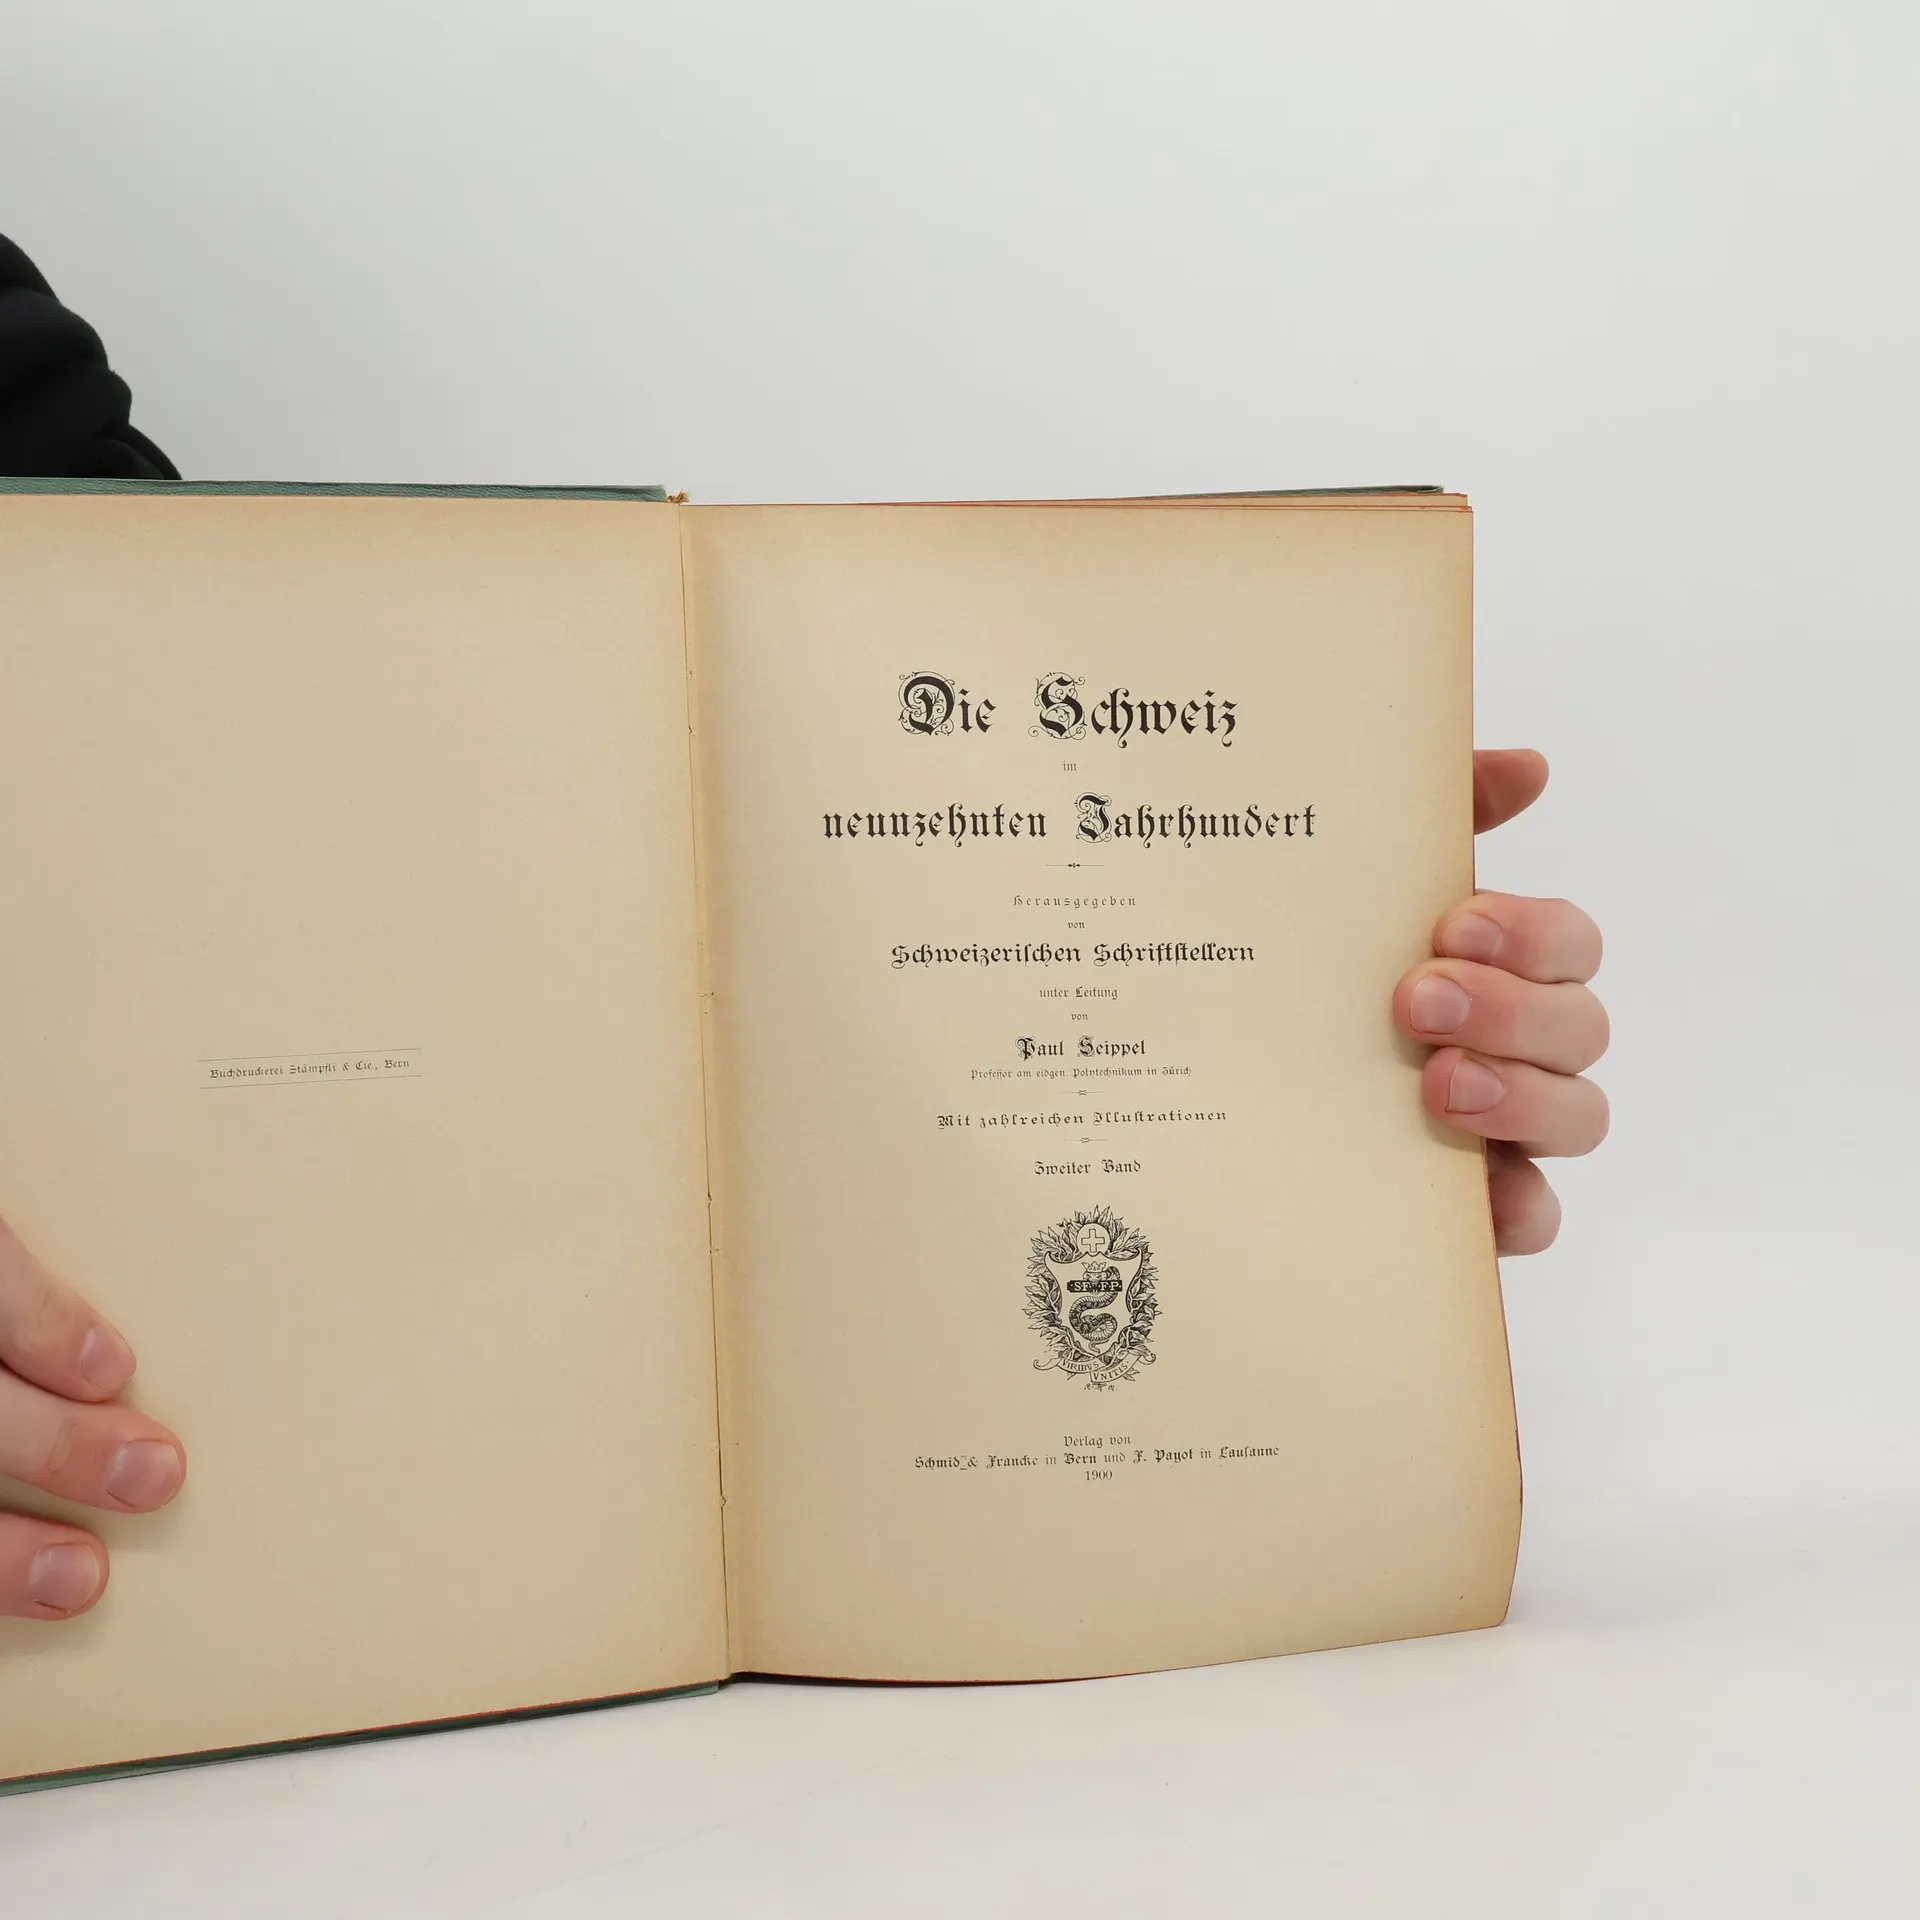 Buchdruckerei Stämpfli & Cie., Bern
Die Schweiz
im
neunzehnten Jahrhundert
Herausgegeben
von
Schweizerischen Schriftstellern
unter Leitung
von
Paul Seippel
Professor am eidgen. Polytechnikum in Zürich
Mit zahlreichen Illustrationen
Zweiter Band
SF FP
VIRIBVS
VNITIS
Verlag von
Schmid & Francke in Bern und F. Payot in Lausanne
1900